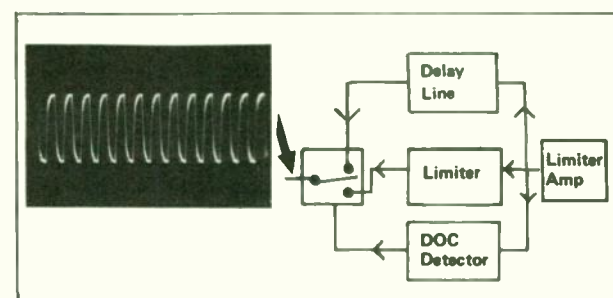 Delay
Line
Limiter
Limiter
Amp
DOC
Detector